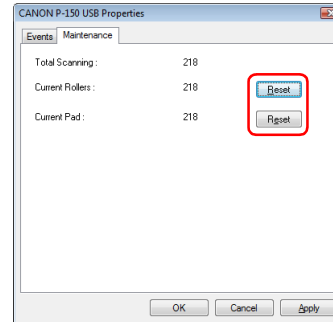 CANON P-150 USB Properties
Events Maintenance
Total Scanning : 218
Current Rollers : 218 Reset
Current Pad : 218 Reset
OK Cancel Apply